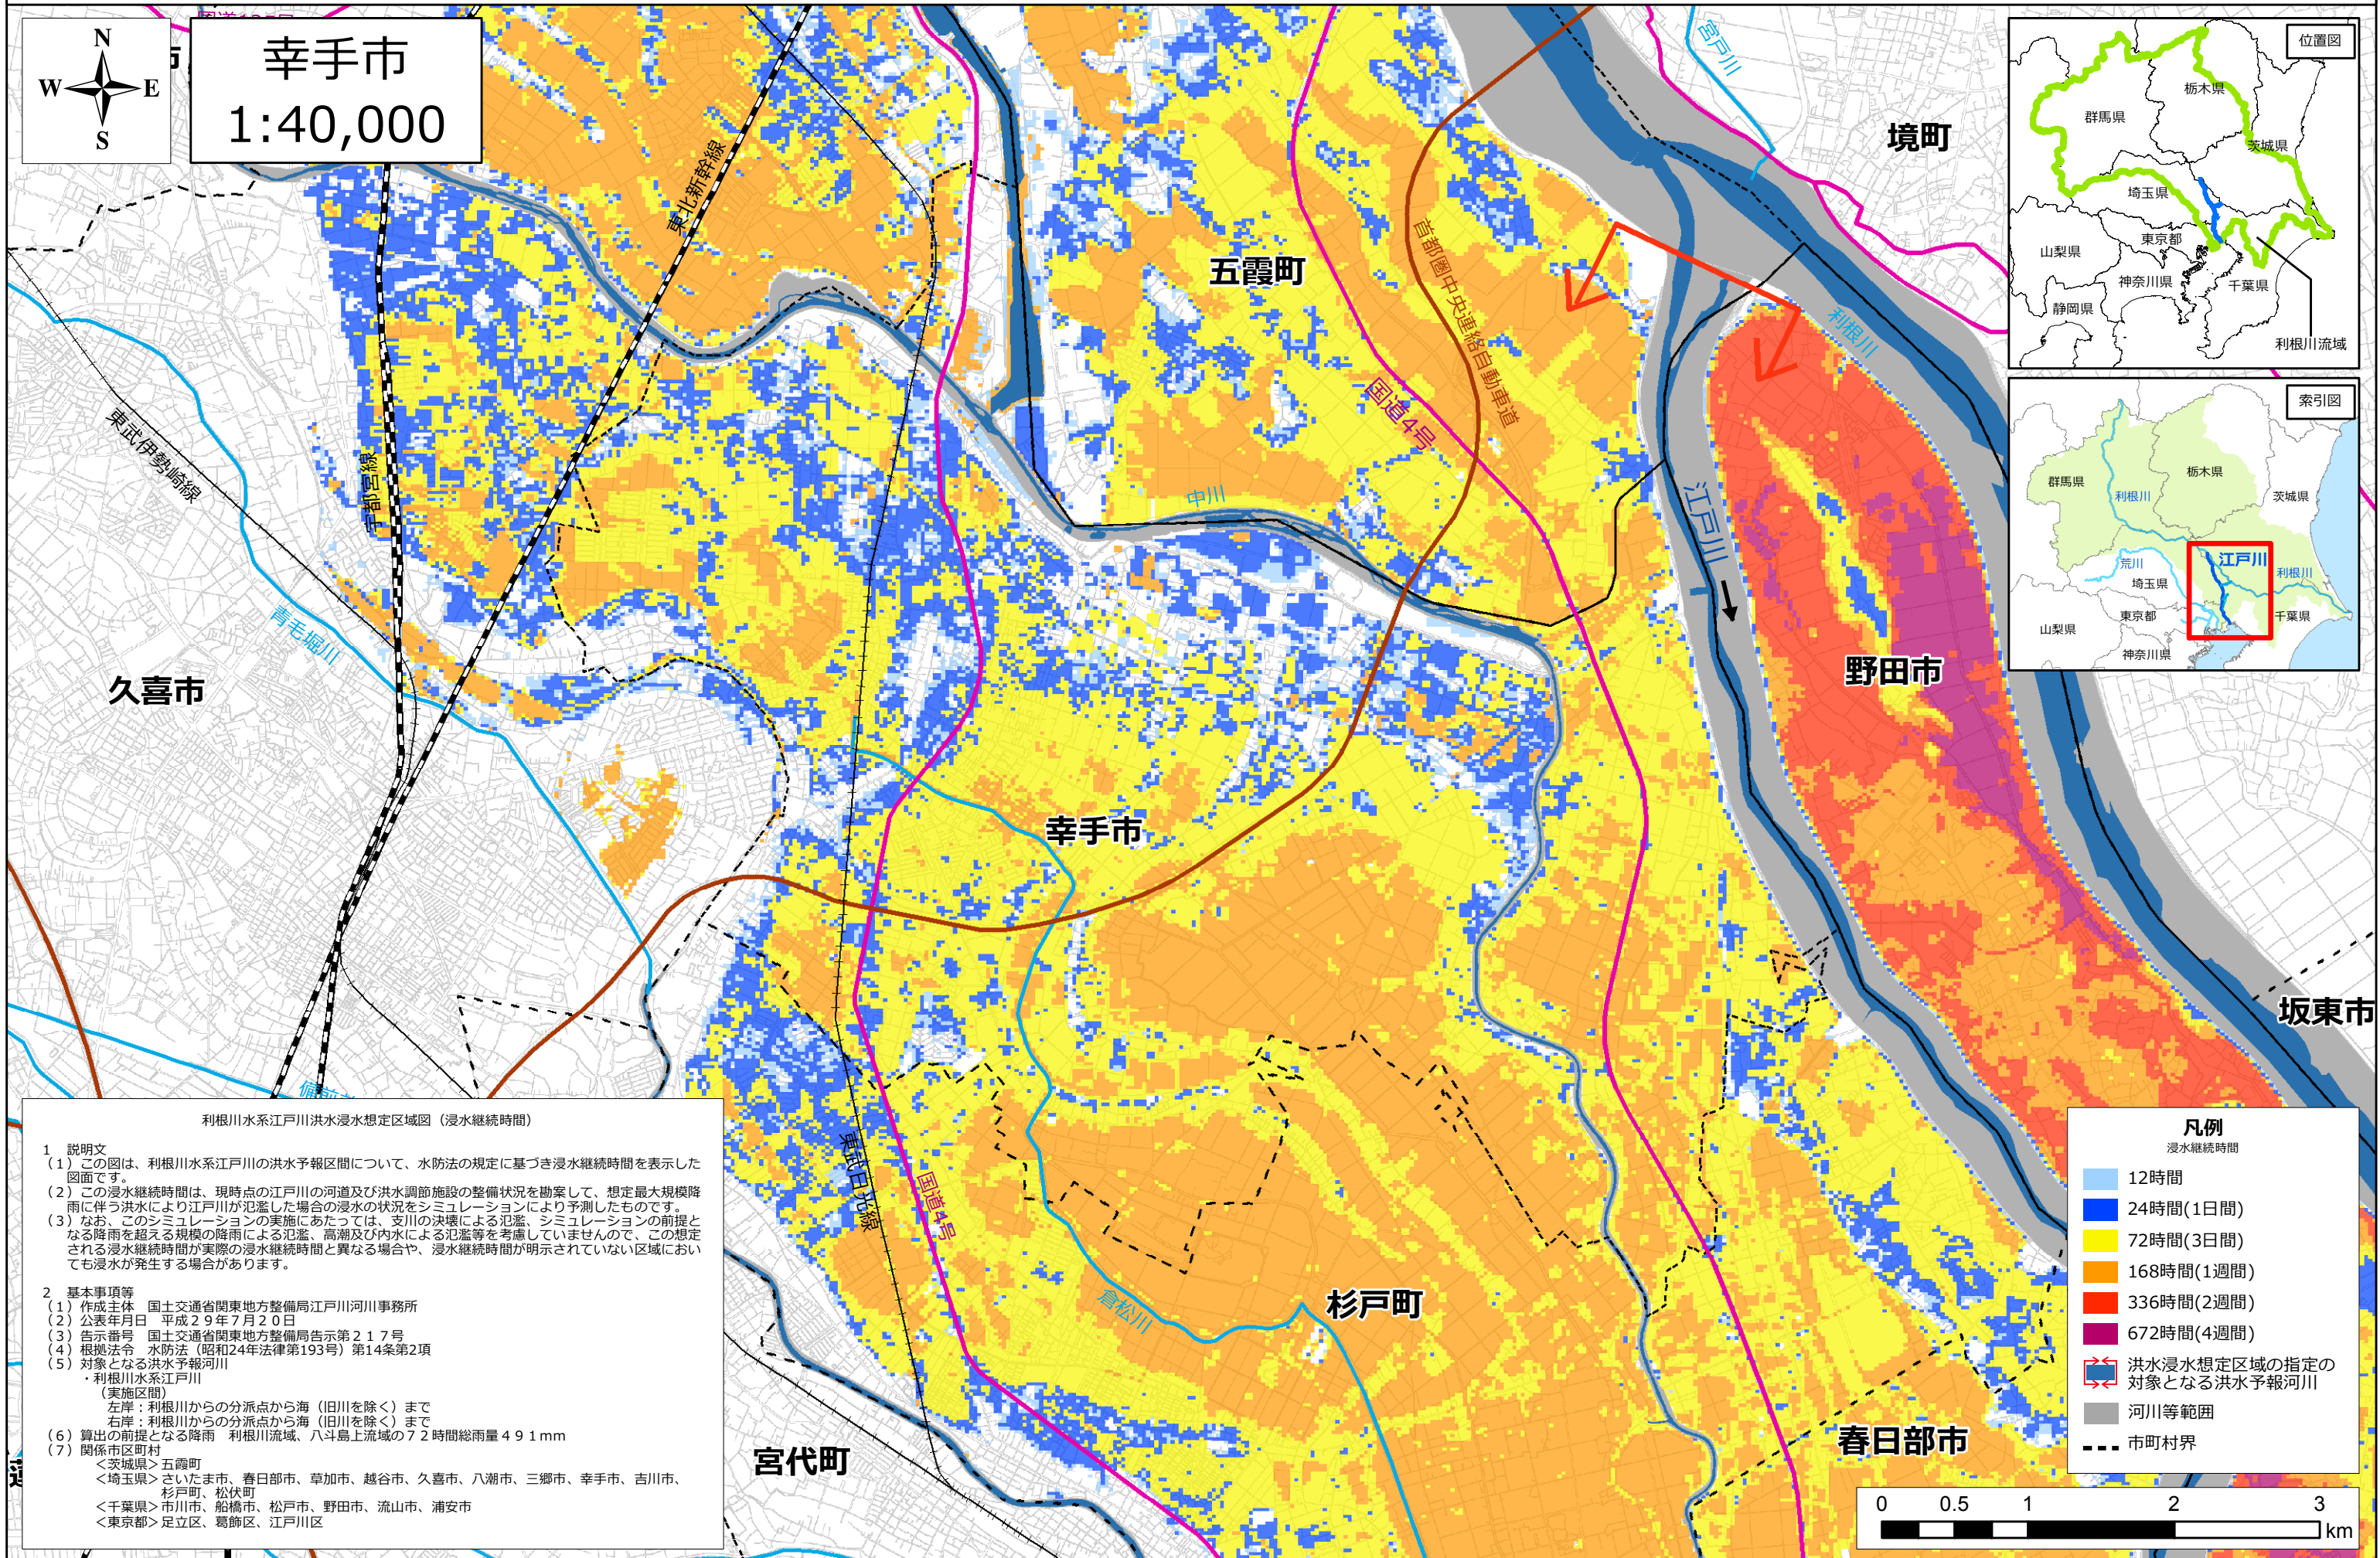 国道125号
N
W E
S
幸手市
1:40,000
市
東北新幹線
宮戸川
境町
五霞町
首都圏中央連絡自動車道
国道4号
利根川
江戸川
中川
東武伊勢崎線
宇都宮線
青毛堀川
久喜市
野田市
幸手市
坂東市
東武日光線
国道4号
倉松川
杉戸町
宮代町
春日部市
位置図
栃木県
群馬県
茨城県
埼玉県
東京都
山梨県
神奈川県
千葉県
静岡県
利根川流域
索引図
群馬県
栃木県
利根川
茨城県
江戸川
荒川
利根川
埼玉県
東京都
千葉県
山梨県
神奈川県
利根川水系江戸川洪水浸水想定区域図（浸水継続時間）
1　説明文
（1）この図は、利根川水系江戸川の洪水予報区間について、水防法の規定に基づき浸水継続時間を表示した
図面です。
（2）この浸水継続時間は、現時点の江戸川の河道及び洪水調節施設の整備状況を勘案して、想定最大規模降
雨に伴う洪水により江戸川が氾濫した場合の浸水の状況をシミュレーションにより予測したものです。
（3）なお、このシミュレーションの実施にあたっては、支川の決壊による氾濫、シミュレーションの前提と
なる降雨を超える規模の降雨による氾濫、高潮及び内水による氾濫等を考慮していませんので、この想定
される浸水継続時間が実際の浸水継続時間と異なる場合や、浸水継続時間が明示されていない区域におい
ても浸水が発生する場合があります。
2　基本事項等
（1）作成主体　国土交通省関東地方整備局江戸川河川事務所
（2）公表年月日　平成２９年７月２０日
（3）告示番号　国土交通省関東地方整備局告示第２１７号
（4）根拠法令　水防法（昭和24年法律第193号）第14条第2項
（5）対象となる洪水予報河川
・利根川水系江戸川
（実施区間）
左岸：利根川からの分派点から海（旧川を除く）まで
右岸：利根川からの分派点から海（旧川を除く）まで
（6）算出の前提となる降雨　利根川流域、八斗島上流域の７２時間総雨量４９１mm
（7）関係市区町村
＜茨城県＞五霞町
＜埼玉県＞さいたま市、春日部市、草加市、越谷市、久喜市、八潮市、三郷市、幸手市、吉川市、
杉戸町、松伏町
＜千葉県＞市川市、船橋市、松戸市、野田市、流山市、浦安市
＜東京都＞足立区、葛飾区、江戸川区
凡例
浸水継続時間
12時間
24時間(1日間)
72時間(3日間)
168時間(1週間)
336時間(2週間)
672時間(4週間)
洪水浸水想定区域の指定の
対象となる洪水予報河川
河川等範囲
市町村界
0 0.5 1 2 3
km